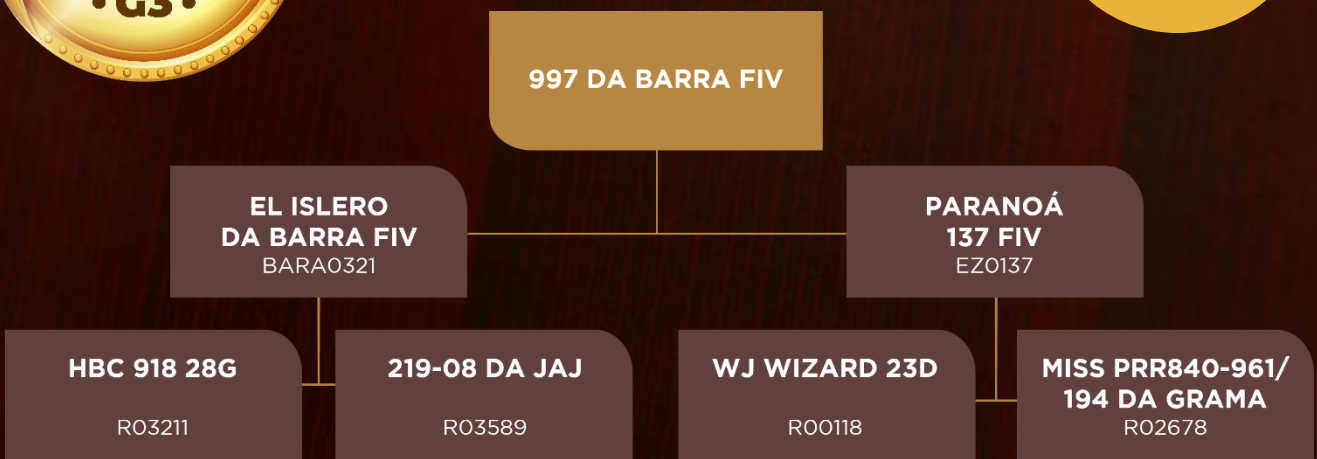 • G3 •
997 DA BARRA FIV
EL ISLERO
DA BARRA FIV
BARA0321
PARANOÁ
137 FIV
EZ0137
HBC 918 28G
R03211
219-08 DA JAJ
R03589
WJ WIZARD 23D
R00118
MISS PRR840-961/
194 DA GRAMA
R02678